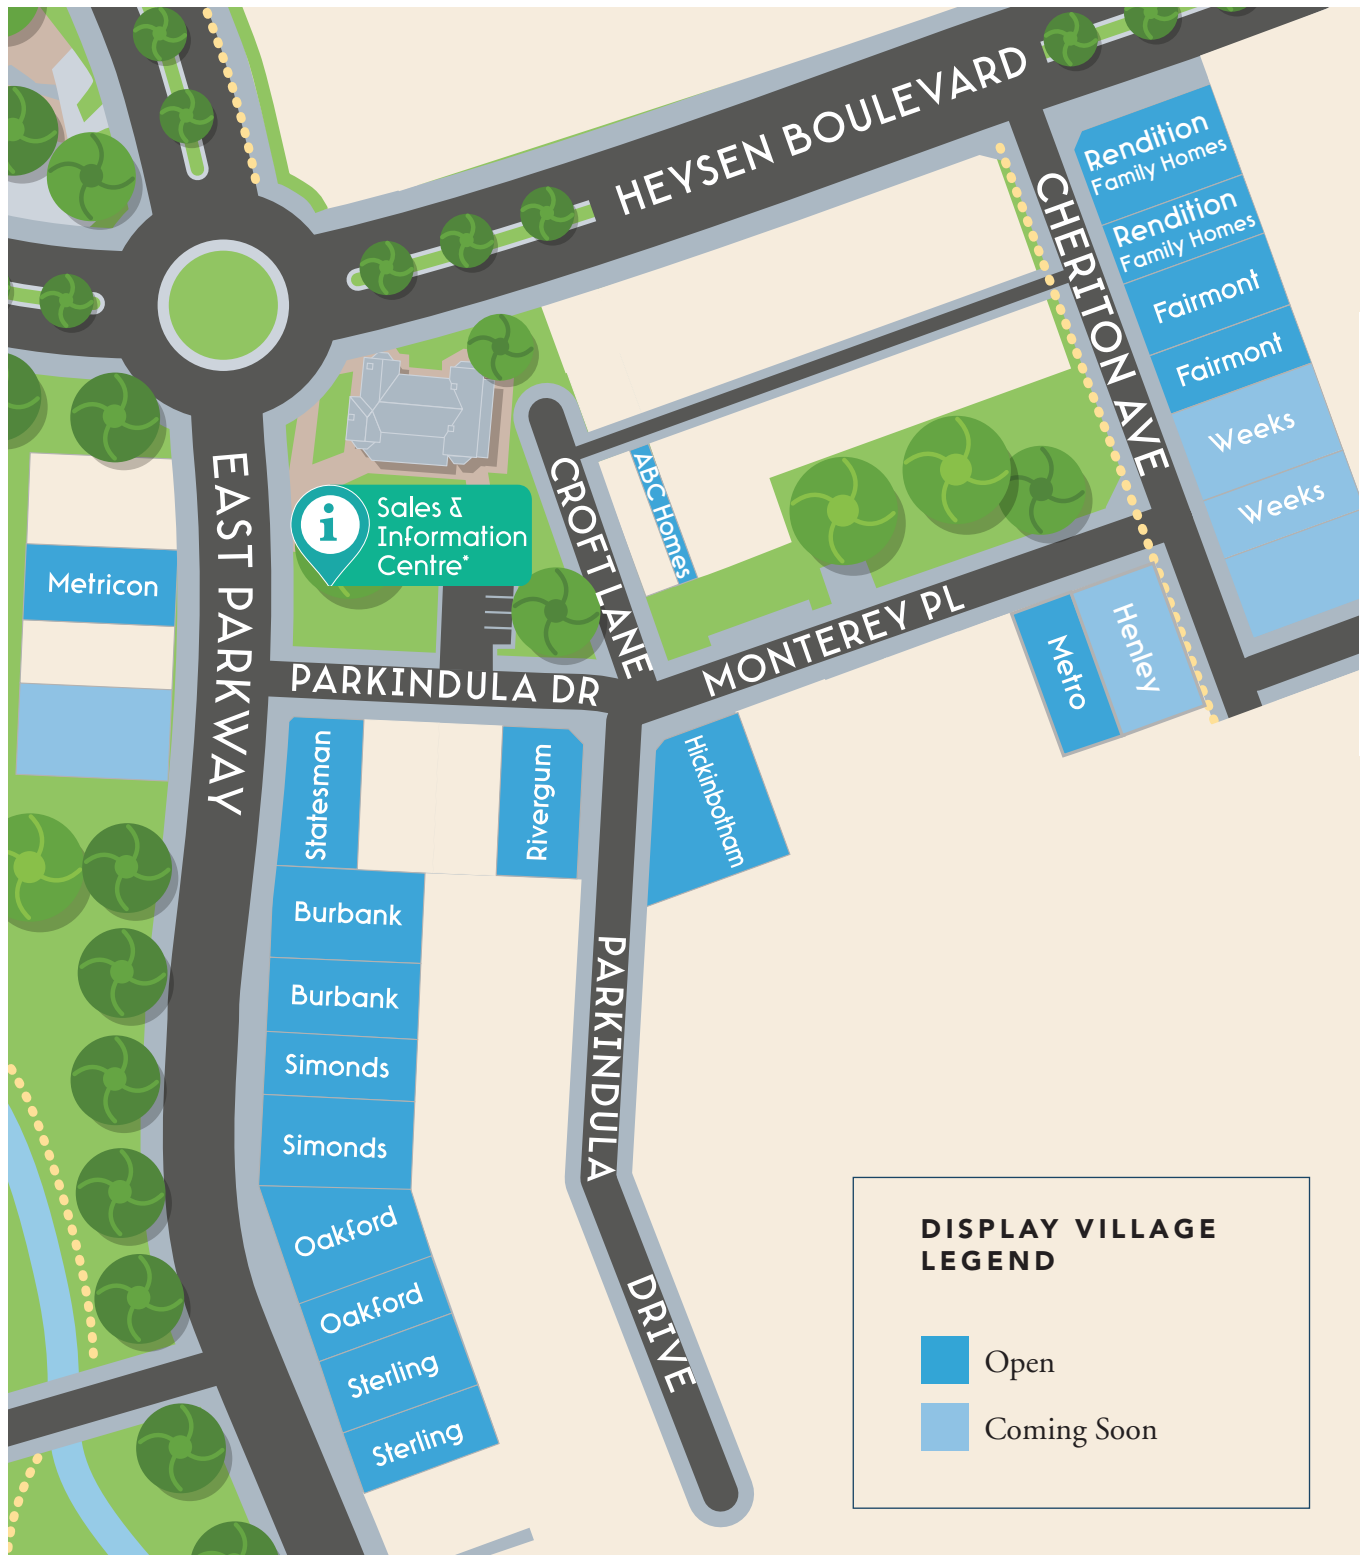 HEYSEN BOULEVARD
CHERITON AVE
Rendition
Family Homes
Rendition
Family Homes
Fairmont
Fairmont
Weeks
Weeks
EAST PARKWAY
Metricon
i
Sales &
Information
Centre*
CROFT LANE
ABC Homes
MONTEREY PL
Metro
Henley
PARKINDULA DR
Statesman
Rivergum
Hickinbotham
Burbank
Burbank
Simonds
Simonds
Oakford
Oakford
Sterling
Sterling
PARKINDULA
DRIVE
DISPLAY VILLAGE
LEGEND
Open
Coming Soon